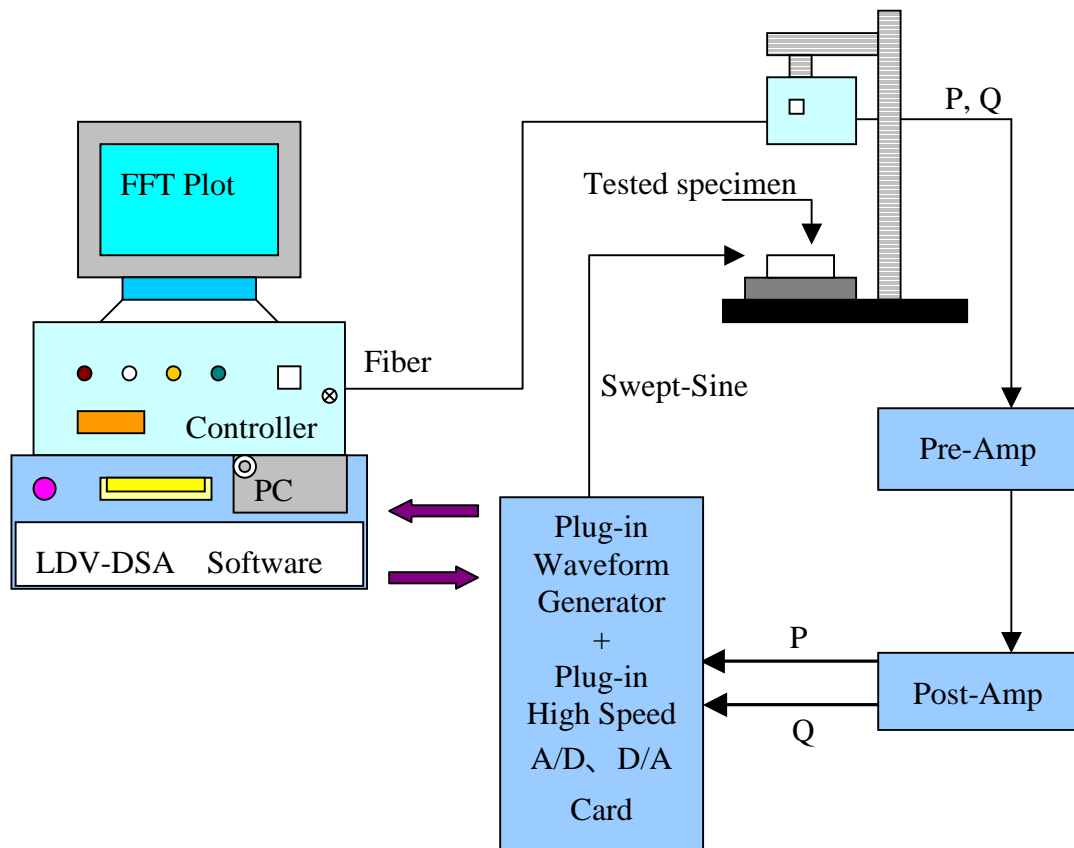 P, Q
FFT Plot
Tested specimen
Fiber
Swept-Sine
Controller
Pre-Amp
PC
LDV-DSA Software
Plug-in
Waveform
Generator
+
Plug-in
High Speed
A/D、D/A
Card
P
Post-Amp
Q